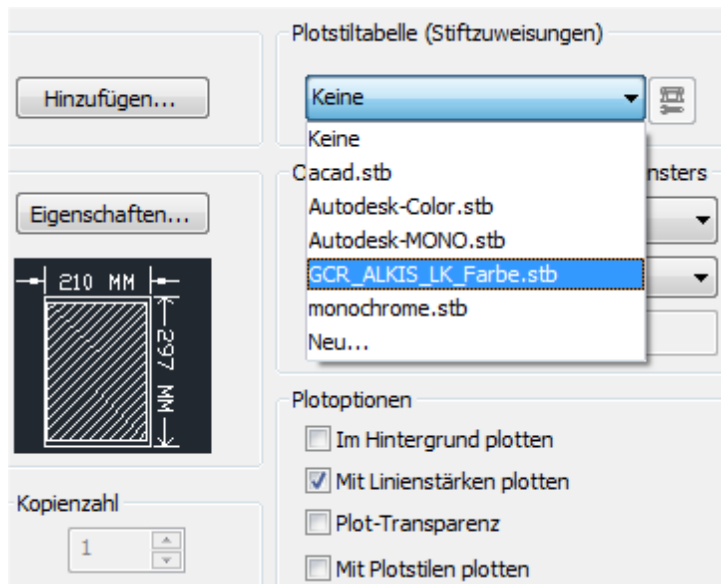 Plotstiltabelle (Stiftzuweisungen)
Hinzufügen...
Keine
Keine
acad.stb
Autodesk-Color.stb
Autodesk-MONO.stb
GCR_ALKIS_LK_Farbe.stb
monochrome.stb
Neu...
nsters
Eigenschaften...
210 MM
297 MM
Plotoptionen
Im Hintergrund plotten
Mit Linienstärken plotten
Plot-Transparenz
Mit Plotstilen plotten
Kopienzahl
1